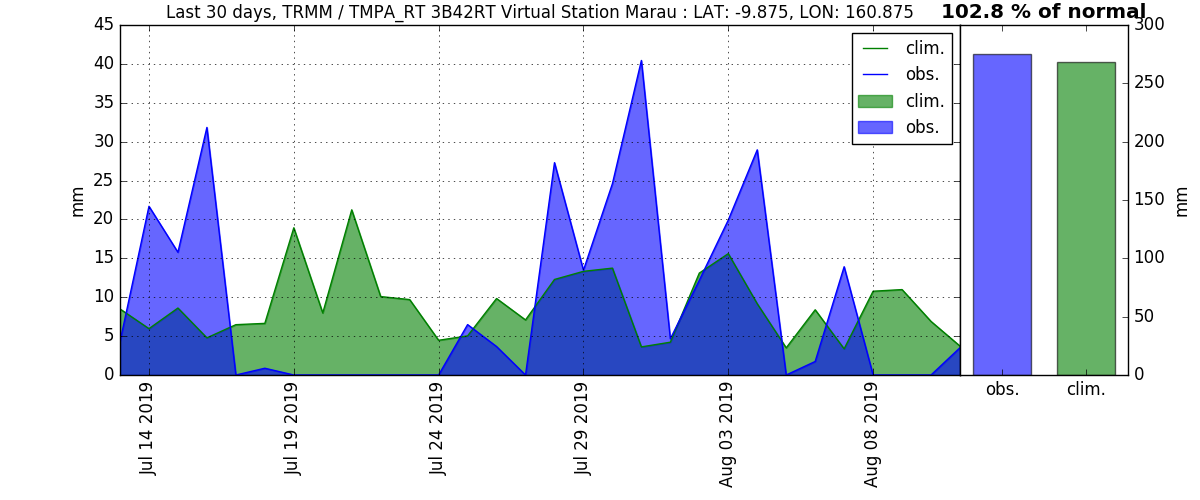 Last 30 days, TRMM / TMPA_RT 3B42RT Virtual Station Marau : LAT: -9.875, LON: 160.875
102.8 % of normal
45
40
35
30
25
20
15
10
5
0
mm
Jul 14 2019
Jul 19 2019
Jul 24 2019
Jul 29 2019
Aug 03 2019
Aug 08 2019
clim.
obs.
clim.
obs.
300
250
200
150
100
50
0
mm
obs.
clim.